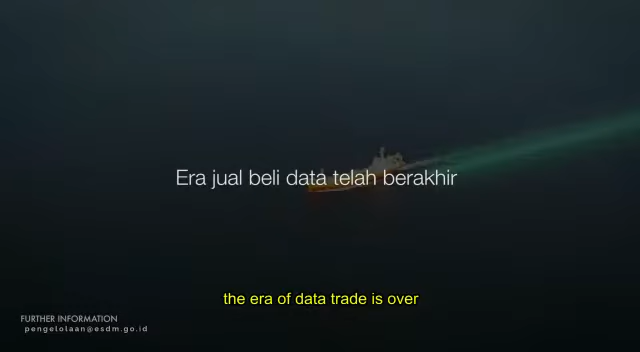 Era jual beli data telah berakhir
the era of data trade is over
FURTHER INFORMATION
pengelolaan@esdm.go.id